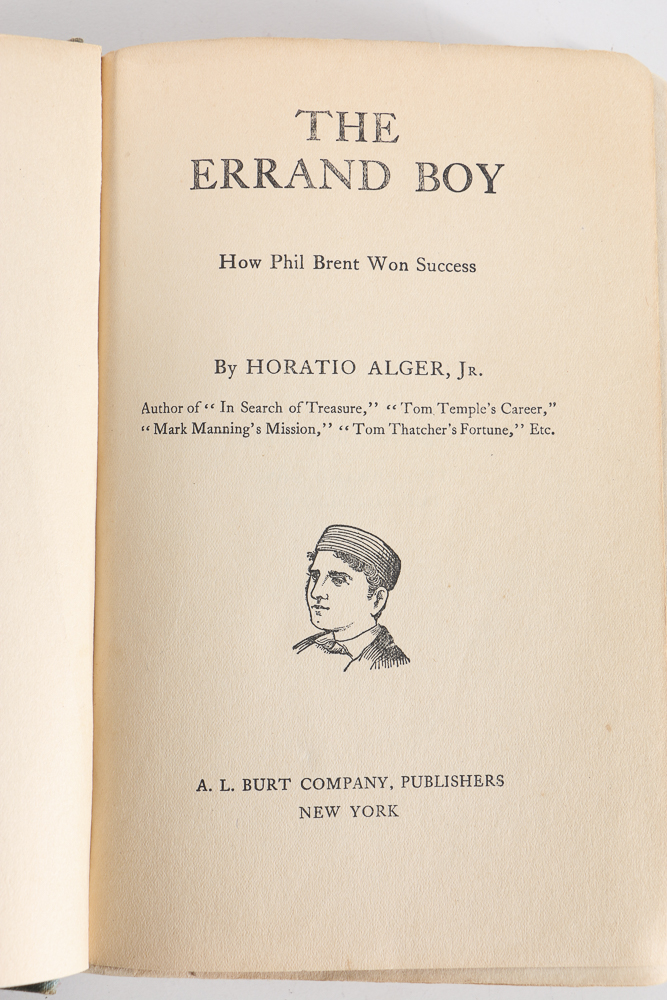 THE
ERRAND BOY
How Phil Brent Won Success
By HORATIO ALGER, JR.
Author of “ In Search of Treasure,” “ Tom Temple's Career,”
“ Mark Manning's Mission,” “ Tom Thatcher's Fortune,” Etc.
A. L. BURT COMPANY, PUBLISHERS
NEW YORK